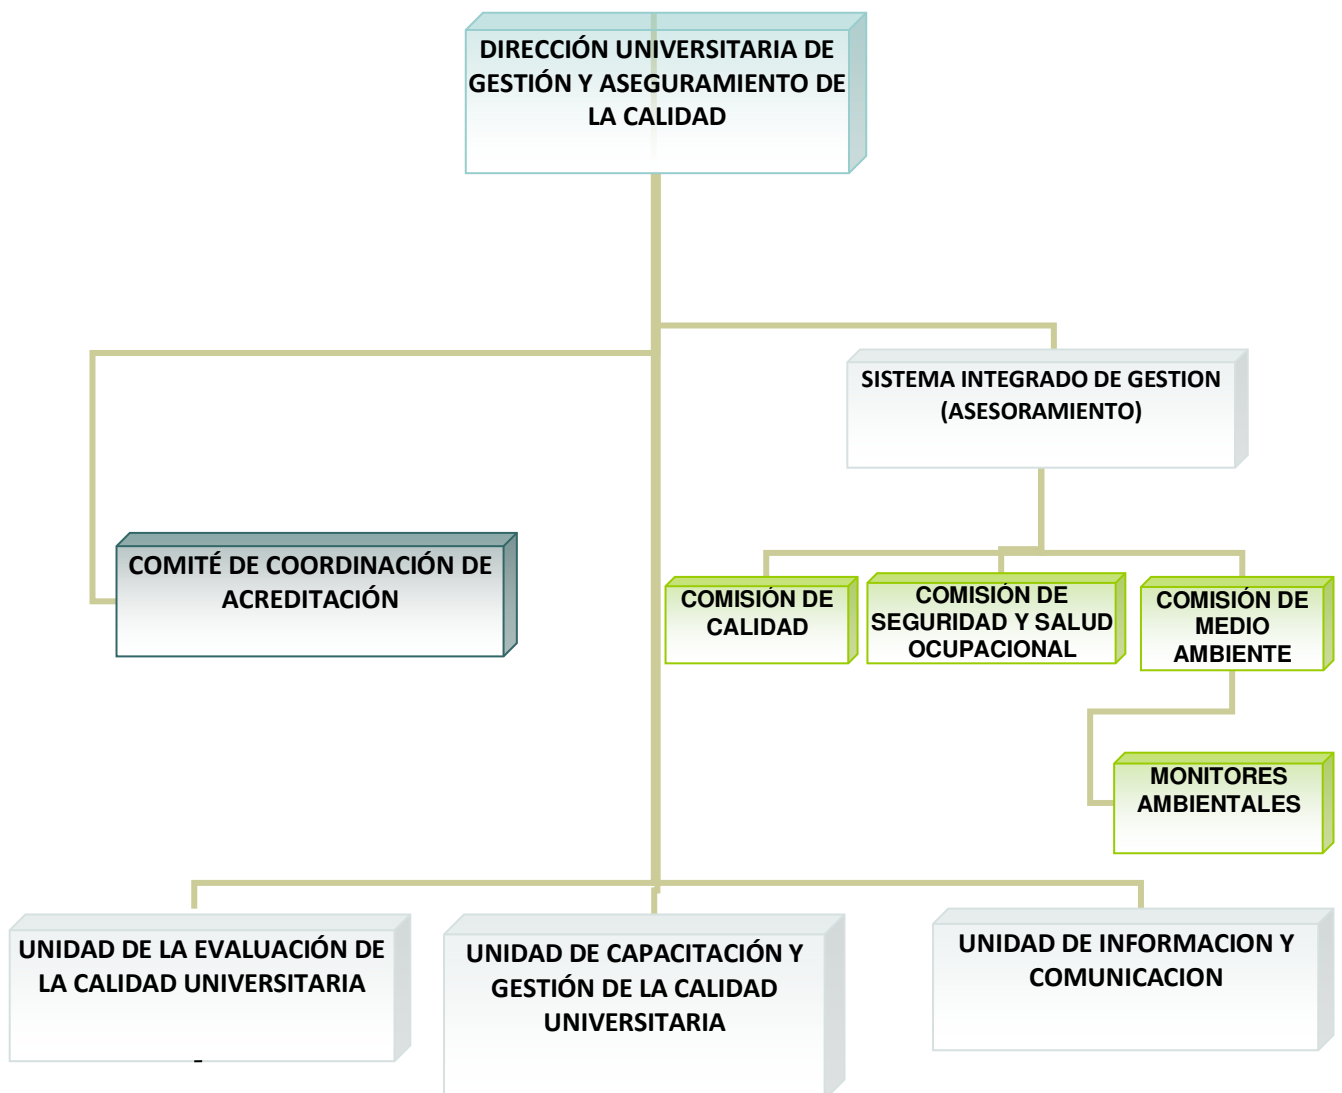 DIRECCIÓN UNIVERSITARIA DE
GESTIÓN Y ASEGURAMIENTO DE
LA CALIDAD
SISTEMA INTEGRADO DE GESTION
(ASESORAMIENTO)
COMITÉ DE COORDINACIÓN DE
ACREDITACIÓN
COMISIÓN DE
CALIDAD
COMISIÓN DE
SEGURIDAD Y SALUD
OCUPACIONAL
COMISIÓN DE
MEDIO
AMBIENTE
MONITORES
AMBIENTALES
UNIDAD DE LA EVALUACIÓN DE
LA CALIDAD UNIVERSITARIA
-
UNIDAD DE CAPACITACIÓN Y
GESTIÓN DE LA CALIDAD
UNIVERSITARIA
UNIDAD DE INFORMACION Y
COMUNICACION